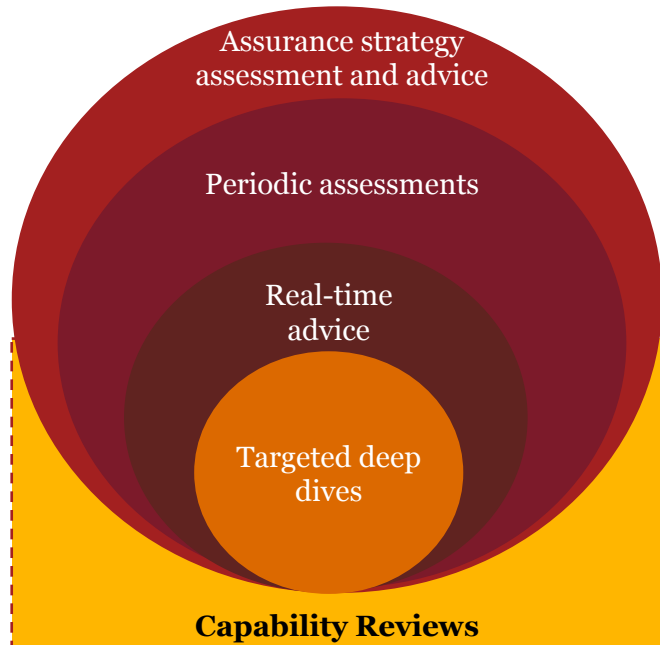 Assurance strategy
assessment and advice
Periodic assessments
Real-time
advice
Targeted deep
dives
Capability Reviews